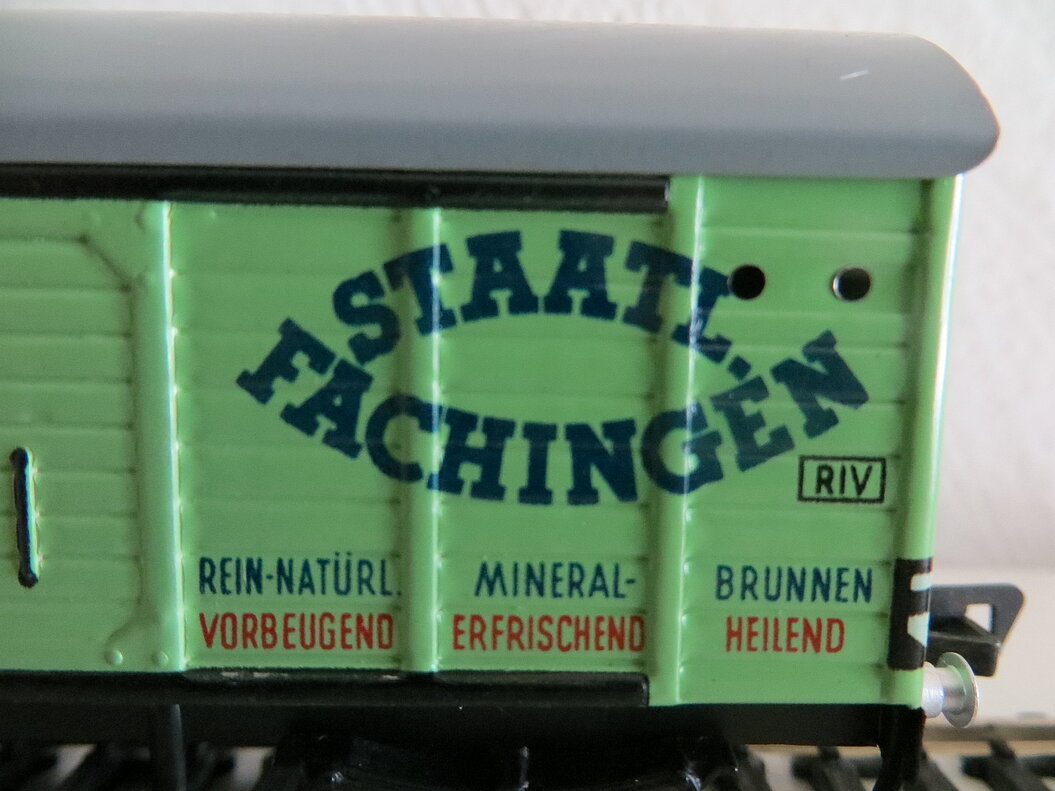 STAATL.
FACHINGEN
RIV
REIN-NATÜRL. MINERAL- BRUNNEN
VORBEUGEND ERFRISCHEND HEILEND